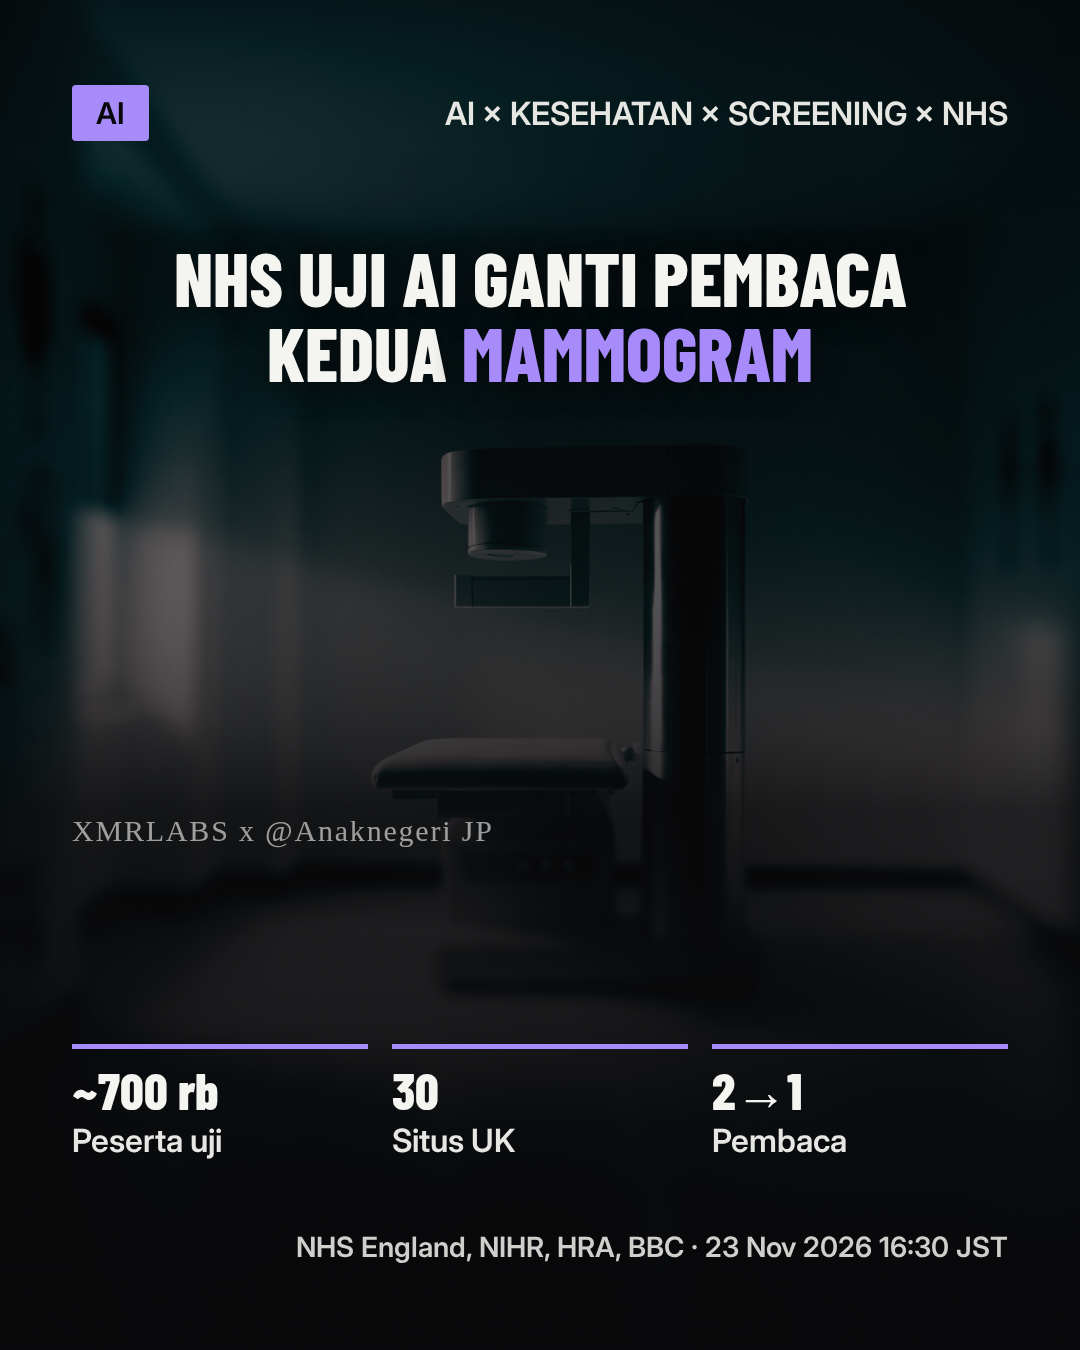 AI
AI × KESEHATAN × SCREENING × NHS
NHS UJI AI GANTI PEMBACA
KEDUA MAMMOGRAM
XMRLABS x @Anaknegeri JP
~700 rb
Peserta uji
30
Situs UK
2→1
Pembaca
NHS England, NIHR, HRA, BBC · 23 Nov 2026 16:30 JST